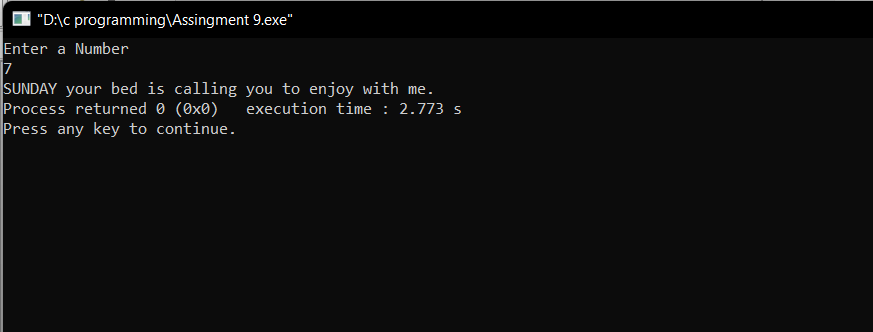 "D:\c programming\Assingment 9.exe"
Enter a Number
7
SUNDAY your bed is calling you to enjoy with me.
Process returned 0 (0x0)   execution time : 2.773 s
Press any key to continue.